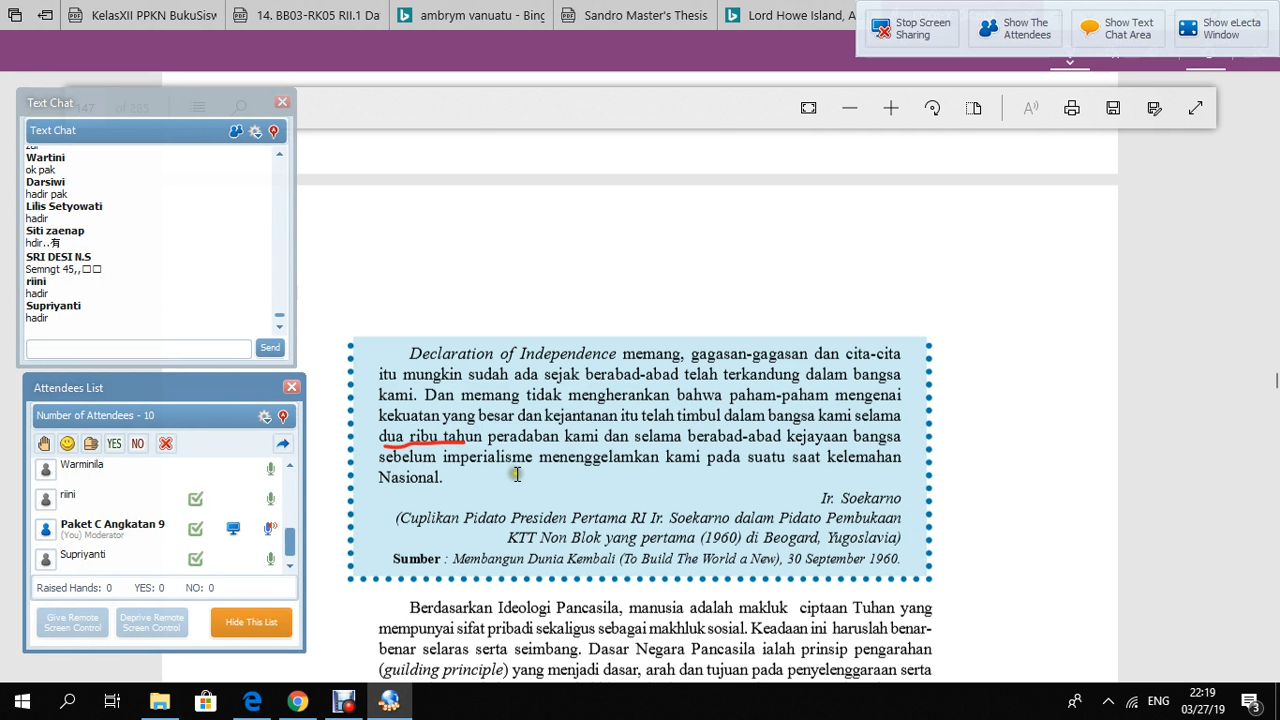 KelasXII PPKN BukuSisw
14. BB03-RK05 RII.1 Da
ambrym vanuatu - Bing
Sandro Master's Thesis
Lord Howe Island, A
Stop Screen Sharing
Show The Attendees
Show Text Chat Area
Show eLecta Window
Text Chat
147 of 285
Text Chat
Wartini
ok pak
Darsiwi
hadir pak
Lilis Setyowati
hadir
Siti zaenap
hdir..有
SRI DESI N.S
Semngt 45,,□□
riini
hadir
Supriyanti
hadir
Send
Attendees List
Number of Attendees - 10
YES NO
Warminila
riini
Paket C Angkatan 9
(You) Moderator
Supriyanti
Raised Hands: 0 YES: 0 NO: 0
Give Remote Screen Control
Deprive Remote Screen Control
Hide This List
Declaration of Independence memang, gagasan-gagasan dan cita-cita
itu mungkin sudah ada sejak berabad-abad telah terkandung dalam bangsa
kami. Dan memang tidak mengherankan bahwa paham-paham mengenai
kekuatan yang besar dan kejantanan itu telah timbul dalam bangsa kami selama
dua ribu tahun peradaban kami dan selama berabad-abad kejayaan bangsa
sebelum imperialisme menenggelamkan kami pada suatu saat kelemahan
Nasional.
Ir. Soekarno
(Cuplikan Pidato Presiden Pertama RI Ir. Soekarno dalam Pidato Pembukaan
KTT Non Blok yang pertama (1960) di Beogard, Yugoslavia)
Sumber : Membangun Dunia Kembali (To Build The World a New), 30 September 1960.
Berdasarkan Ideologi Pancasila, manusia adalah makluk ciptaan Tuhan yang
mempunyai sifat pribadi sekaligus sebagai makhluk sosial. Keadaan ini haruslah benar-
benar selaras serta seimbang. Dasar Negara Pancasila ialah prinsip pengarahan
(guilding principle) yang menjadi dasar, arah dan tujuan pada penyelenggaraan serta
ENG
22:19
03/27/19
3